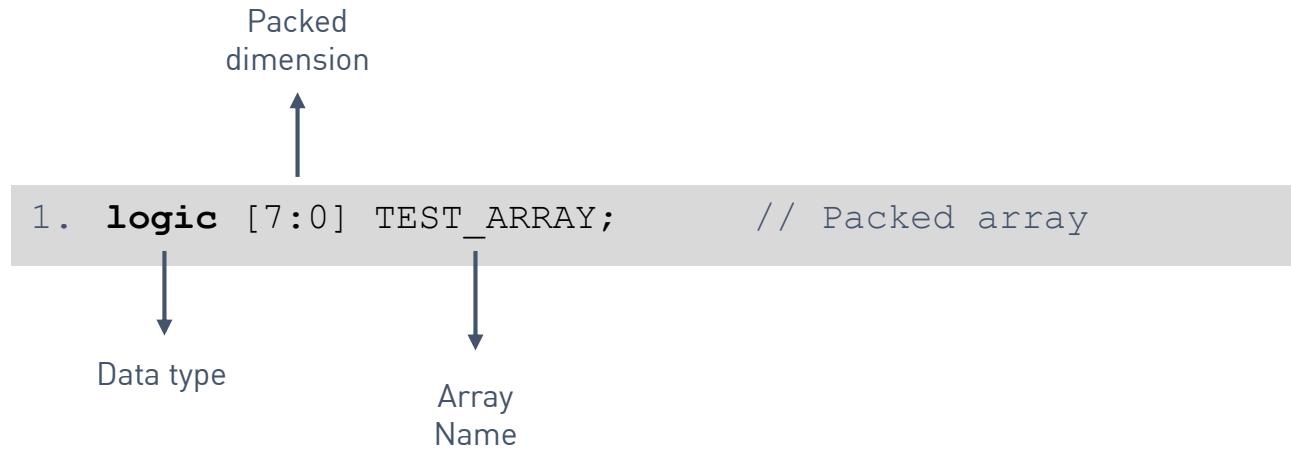 Packed
dimension
1. logic [7:0] TEST_ARRAY; // Packed array
Data type
Array
Name